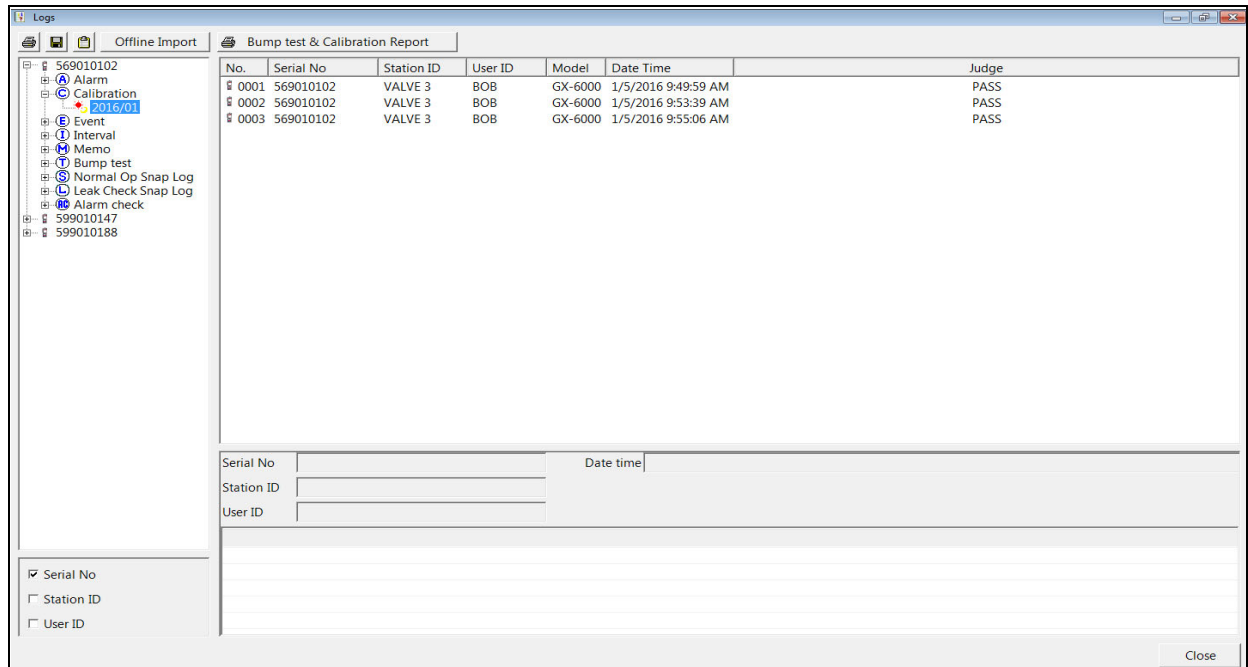 Logs
Offline Import Bump test & Calibration Report
569010102
A Alarm
C Calibration
2016/01
E Event
I Interval
M Memo
T Bump test
S Normal Op Snap Log
L Leak Check Snap Log
AC Alarm check
599010147
599010188
Serial No
Station ID
User ID
No. Serial No Station ID User ID Model Date Time Judge
0001 569010102 VALVE 3 BOB GX-6000 1/5/2016 9:49:59 AM PASS
0002 569010102 VALVE 3 BOB GX-6000 1/5/2016 9:53:39 AM PASS
0003 569010102 VALVE 3 BOB GX-6000 1/5/2016 9:55:06 AM PASS
Serial No Date time
Station ID
User ID
Close